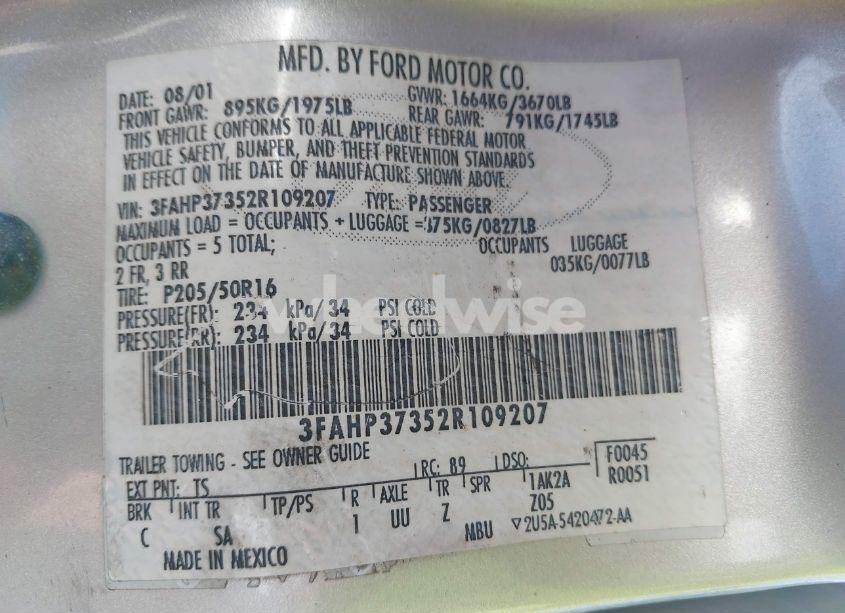 MFD. BY FORD MOTOR CO.
DATE: 08/01 GVWR: 1664KG/3670LB
FRONT GAWR: 895KG/1975LB REAR GAWR: 791KG/1745LB
THIS VEHICLE CONFORMS TO ALL APPLICABLE FEDERAL MOTOR
VEHICLE SAFETY, BUMPER, AND THEFT PREVENTION STANDARDS
IN EFFECT ON THE DATE OF MANUFACTURE SHOWN ABOVE.
VIN: 3FAHP37352R109207 TYPE: PASSENGER
MAXIMUM LOAD = OCCUPANTS + LUGGAGE = 375KG/0827LB
OCCUPANTS = 5 TOTAL; OCCUPANTS LUGGAGE
2 FR, 3 RR 035KG/0077LB
TIRE: P205/50R16
PRESSURE(FR): 234 kPa/ 34 PSI COLD
PRESSURE(RR): 234 kPa/ 34 PSI COLD
wheelwise
3FAHP37352R109207
TRAILER TOWING - SEE OWNER GUIDE
EXT PNT: TS RC: 89 DSO: F0045
R0051
BRK INT TR TP/PS R AXLE TR SPR 1AK2A
C SA 1 UU Z Z05
MADE IN MEXICO MBU ▽2U5A-5420472-AA